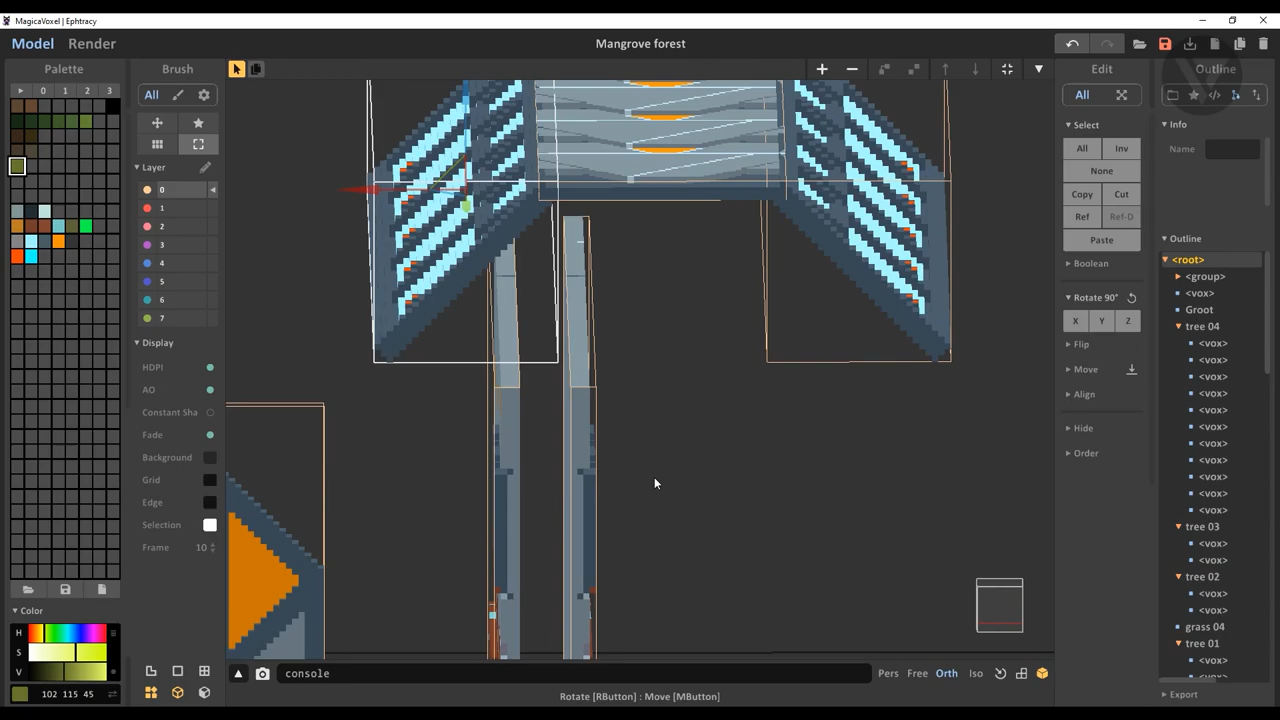 MagicaVoxel | Ephtracy
Model Render
Mangrove forest
Palette
0 1 2 3
Color
H
S
V
102 115 45
Brush
All
Layer
0
1
2
3
4
5
6
7
Display
HDPI
AO
Constant Sha
Fade
Background
Grid
Edge
Selection
Frame 10
console
Pers Free Orth Iso
Rotate [RButton] : Move [MButton]
Edit
All
Select
All Inv
None
Copy Cut
Ref Ref-D
Paste
Boolean
Rotate 90°
X Y Z
Flip
Move
Align
Hide
Order
Outline
Info
Name
Outline
<root>
<group>
<vox>
Groot
tree 04
<vox>
<vox>
<vox>
<vox>
<vox>
<vox>
<vox>
<vox>
<vox>
<vox>
<vox>
tree 03
<vox>
<vox>
tree 02
<vox>
<vox>
grass 04
tree 01
<vox>
<vox>
Export